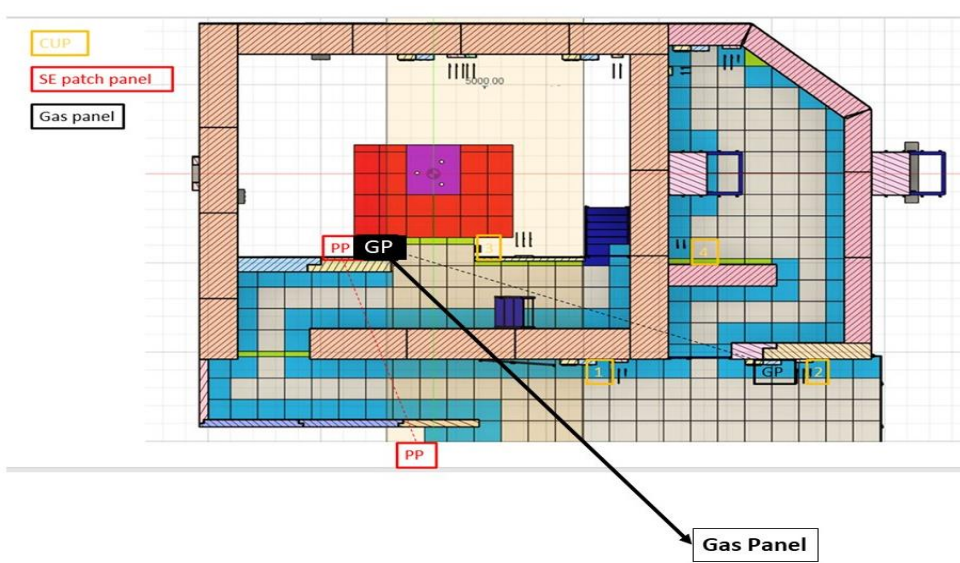 CUP
SE patch panel
Gas panel
5000.00
PP
GP
3
4
1
GP
2
PP
Gas Panel